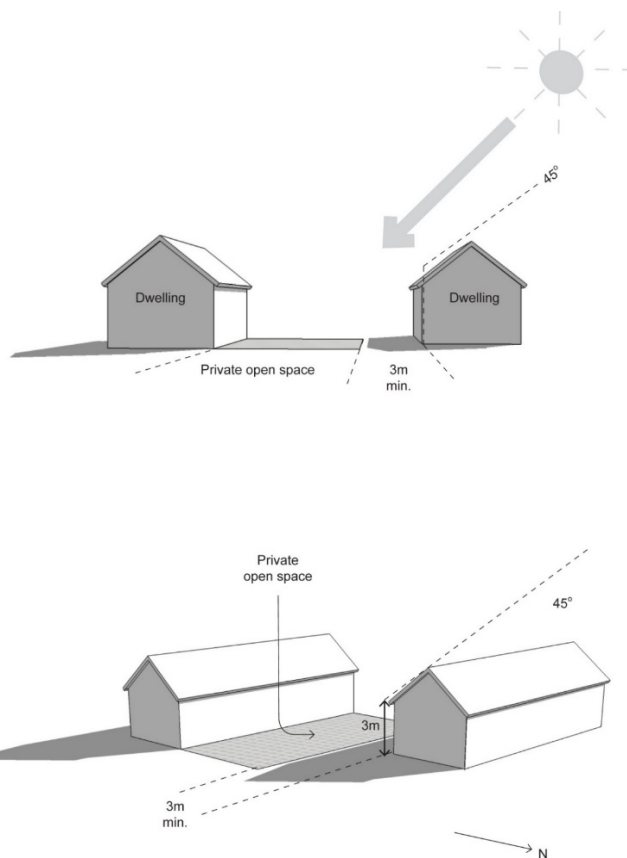 45°
Dwelling
Dwelling
Private open space
3m
min.
Private
open space
45°
3m
3m
min.
N